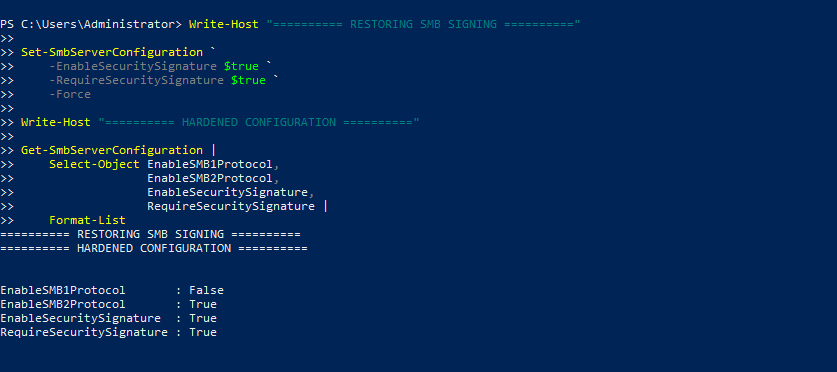 PS C:\Users\Administrator> Write-Host "========== RESTORING SMB SIGNING =========="
>>
>> Set-SmbServerConfiguration `
>>     -EnableSecuritySignature $true `
>>     -RequireSecuritySignature $true `
>>     -Force
>>
>> Write-Host "========== HARDENED CONFIGURATION =========="
>>
>> Get-SmbServerConfiguration |
>>     Select-Object EnableSMB1Protocol,
>>                   EnableSMB2Protocol,
>>                   EnableSecuritySignature,
>>                   RequireSecuritySignature |
>>     Format-List
========== RESTORING SMB SIGNING ==========
========== HARDENED CONFIGURATION ==========
EnableSMB1Protocol       : False
EnableSMB2Protocol       : True
EnableSecuritySignature  : True
RequireSecuritySignature : True